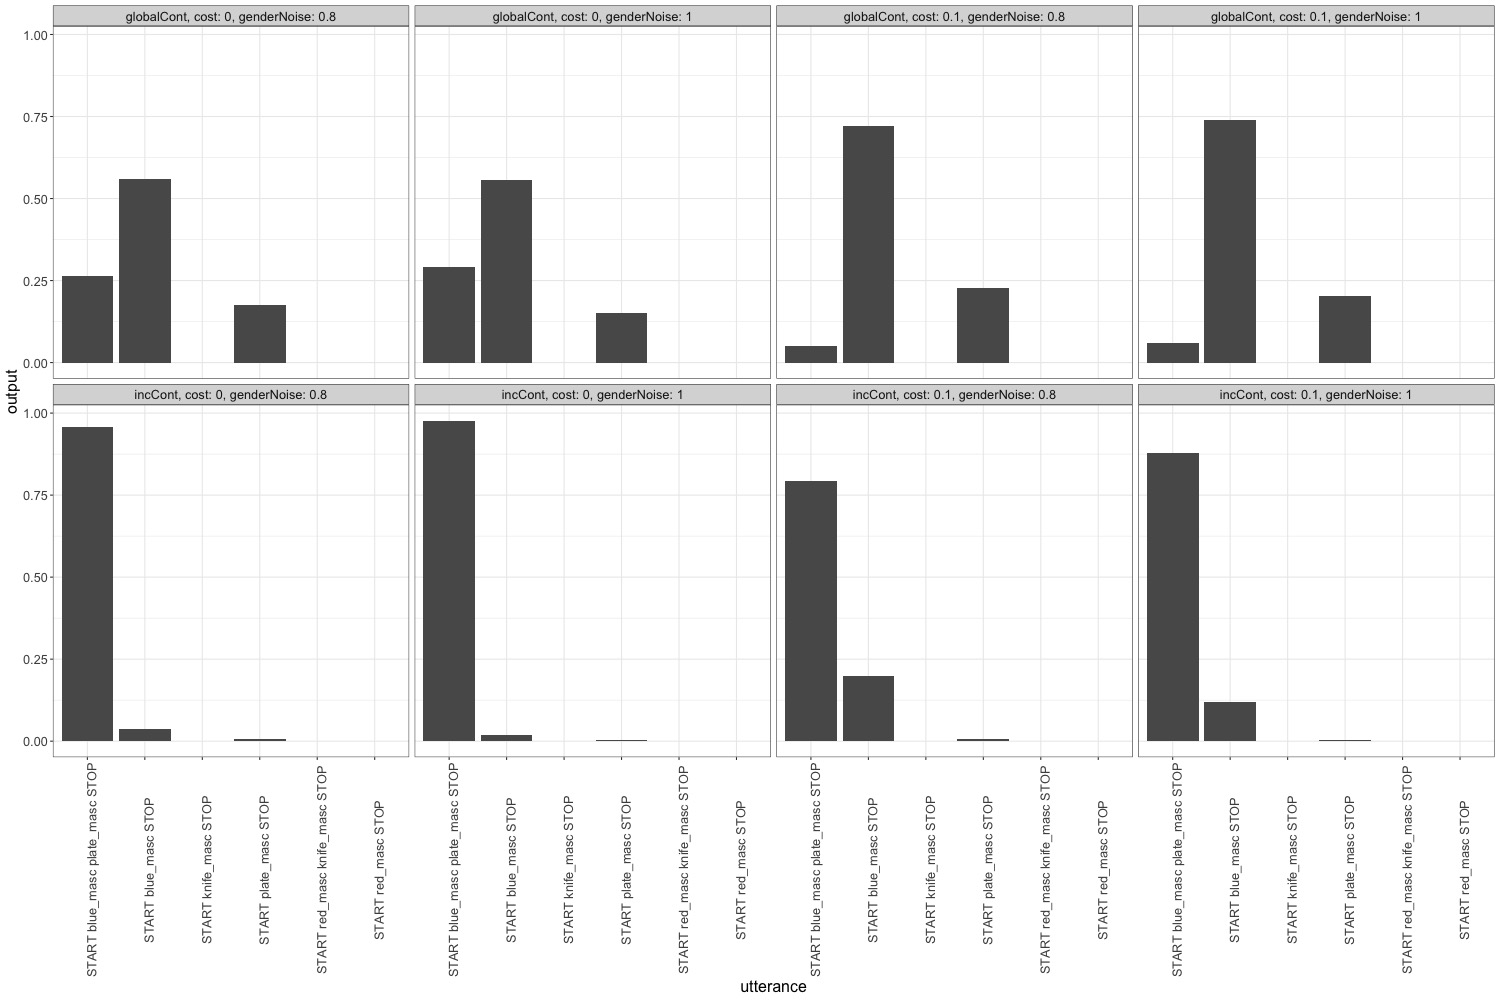 globalCont, cost: 0, genderNoise: 0.8
globalCont, cost: 0, genderNoise: 1
globalCont, cost: 0.1, genderNoise: 0.8
globalCont, cost: 0.1, genderNoise: 1
1.00
0.75
0.50
0.25
0.00
output
incCont, cost: 0, genderNoise: 0.8
incCont, cost: 0, genderNoise: 1
incCont, cost: 0.1, genderNoise: 0.8
incCont, cost: 0.1, genderNoise: 1
1.00
0.75
0.50
0.25
0.00
START blue_masc plate_masc STOP
START blue_masc STOP
START knife_masc STOP
START plate_masc STOP
START red_masc knife_masc STOP
START red_masc STOP
START blue_masc plate_masc STOP
START blue_masc STOP
START knife_masc STOP
START plate_masc STOP
START red_masc knife_masc STOP
START red_masc STOP
START blue_masc plate_masc STOP
START blue_masc STOP
START knife_masc STOP
START plate_masc STOP
START red_masc knife_masc STOP
START red_masc STOP
START blue_masc plate_masc STOP
START blue_masc STOP
START knife_masc STOP
START plate_masc STOP
START red_masc knife_masc STOP
START red_masc STOP
utterance